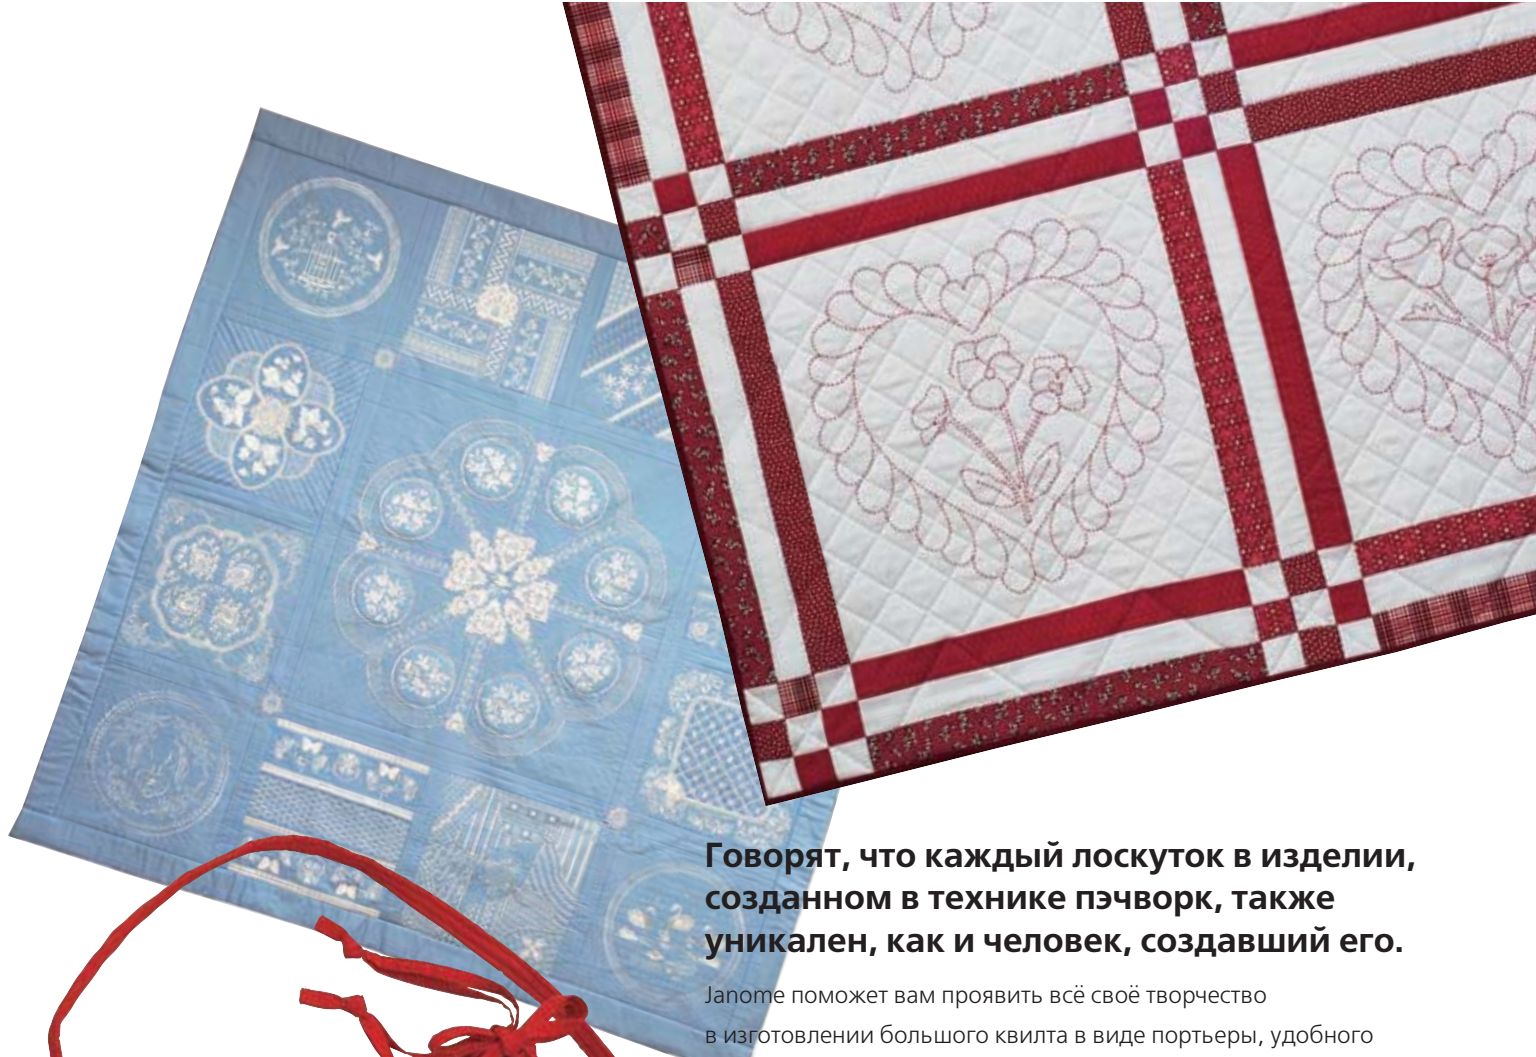 Говорят, что каждый лоскуток в изделии,
созданном в технике пэчворк, также
уникален, как и человек, создавший его.
Janome поможет вам проявить всё своё творчество
в изготовлении большого квилта в виде портьеры, удобного